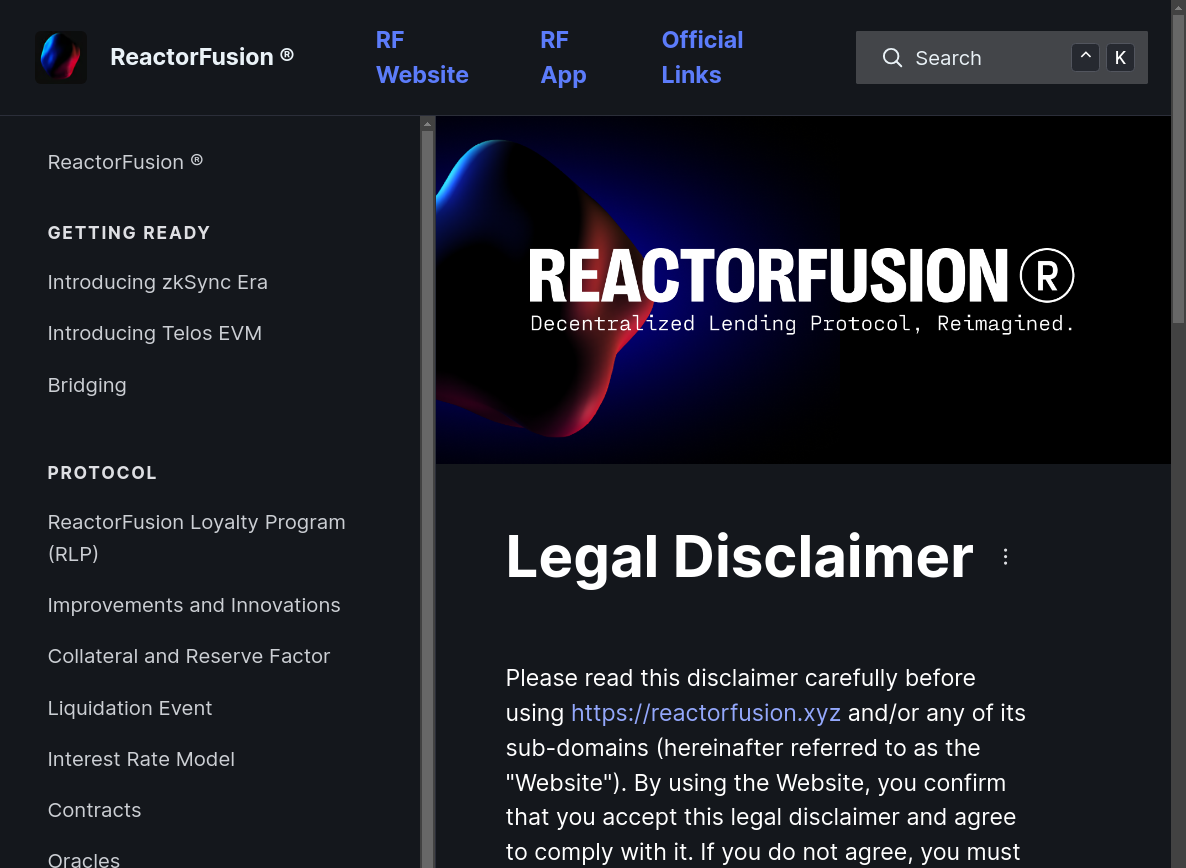 ReactorFusion ®
RF
Website
RF
App
Official
Links
Search
^
K
ReactorFusion ®
GETTING READY
Introducing zkSync Era
Introducing Telos EVM
Bridging
PROTOCOL
ReactorFusion Loyalty Program
(RLP)
Improvements and Innovations
Collateral and Reserve Factor
Liquidation Event
Interest Rate Model
Contracts
Oracles
REACTORFUSION®
Decentralized Lending Protocol, Reimagined.
Legal Disclaimer
Please read this disclaimer carefully before
using https://reactorfusion.xyz and/or any of its
sub-domains (hereinafter referred to as the
"Website"). By using the Website, you confirm
that you accept this legal disclaimer and agree
to comply with it. If you do not agree, you must